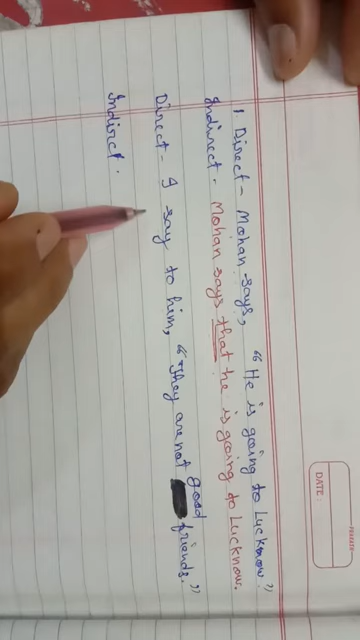 DATE:
1. Direct - Mohan says, "He is going to Lucknow."
Indirect - Mohan says that he is going to Lucknow.
Direct - I say to him, "They are not good friends."
Indirect -